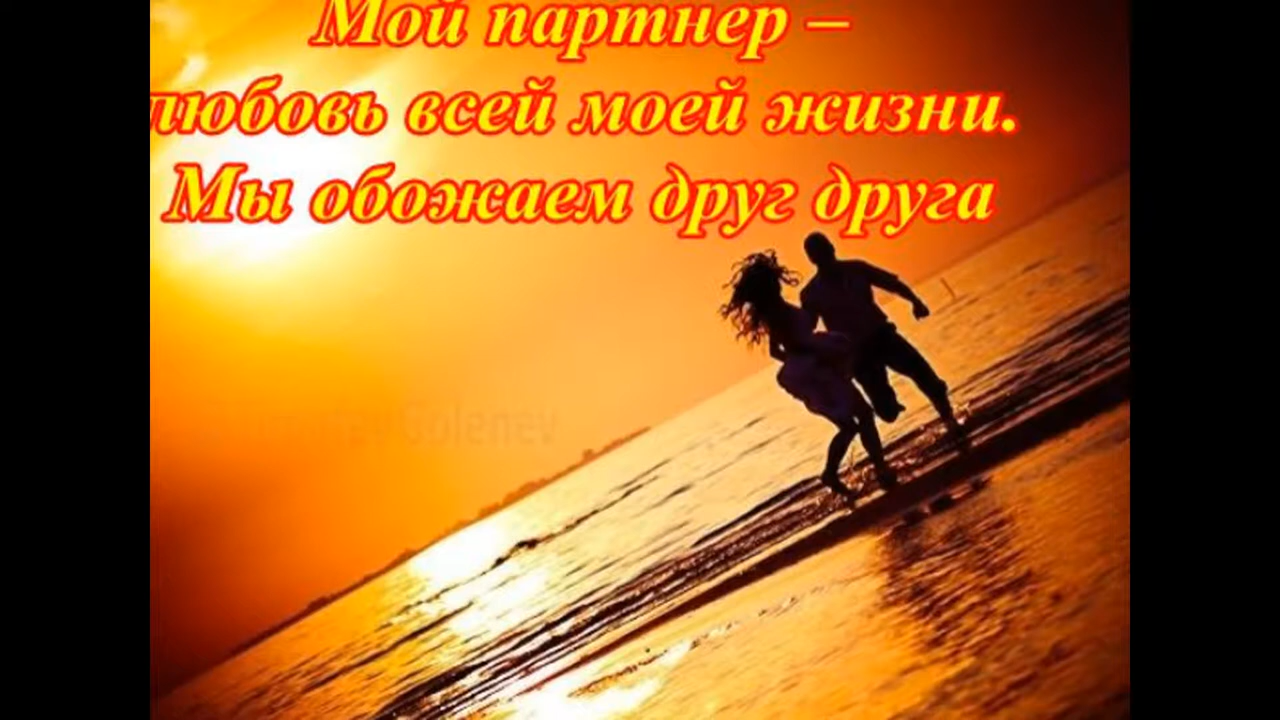 Мой партнер –
любовь всей моей жизни.
Мы обожаем друг друга